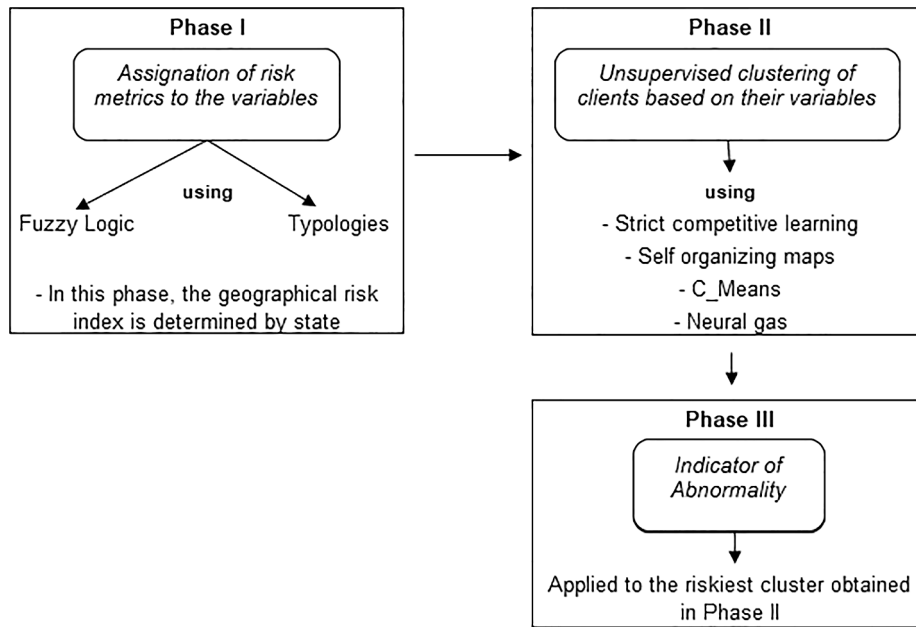 Phase I
Assignation of risk
metrics to the variables
using
Fuzzy Logic
Typologies
- In this phase, the geographical risk
index is determined by state
Phase II
Unsupervised clustering of
clients based on their variables
using
- Strict competitive learning
- Self organizing maps
- C_Means
- Neural gas
Phase III
Indicator of
Abnormality
Applied to the riskiest cluster obtained
in Phase II